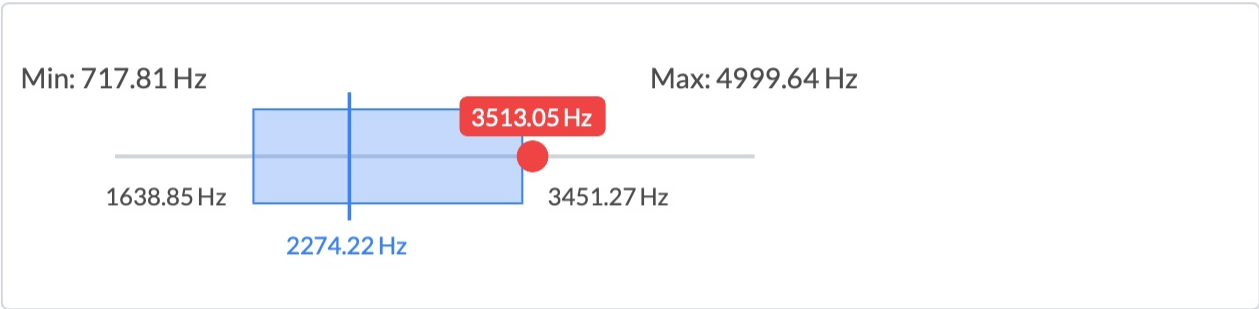 Min: 717.81 Hz
Max: 4999.64 Hz
3513.05 Hz
1638.85 Hz
3451.27 Hz
2274.22 Hz